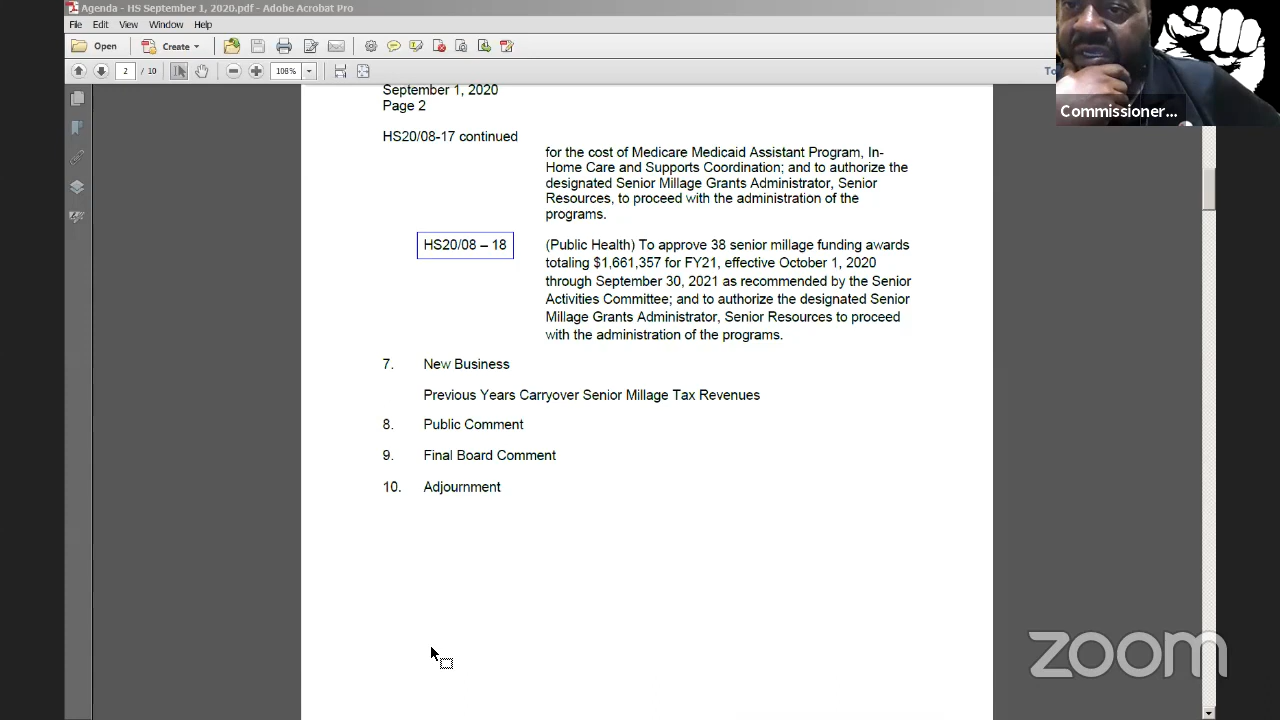 Agenda - HS September 1, 2020.pdf - Adobe Acrobat Pro
File Edit View Window Help
Open Create
2 / 10 108%
Commissioner...
September 1, 2020
Page 2
HS20/08-17 continued
for the cost of Medicare Medicaid Assistant Program, In-
Home Care and Supports Coordination; and to authorize the
designated Senior Millage Grants Administrator, Senior
Resources, to proceed with the administration of the
programs.
HS20/08 – 18 (Public Health) To approve 38 senior millage funding awards
totaling $1,661,357 for FY21, effective October 1, 2020
through September 30, 2021 as recommended by the Senior
Activities Committee; and to authorize the designated Senior
Millage Grants Administrator, Senior Resources to proceed
with the administration of the programs.
7. New Business
Previous Years Carryover Senior Millage Tax Revenues
8. Public Comment
9. Final Board Comment
10. Adjournment
zoom